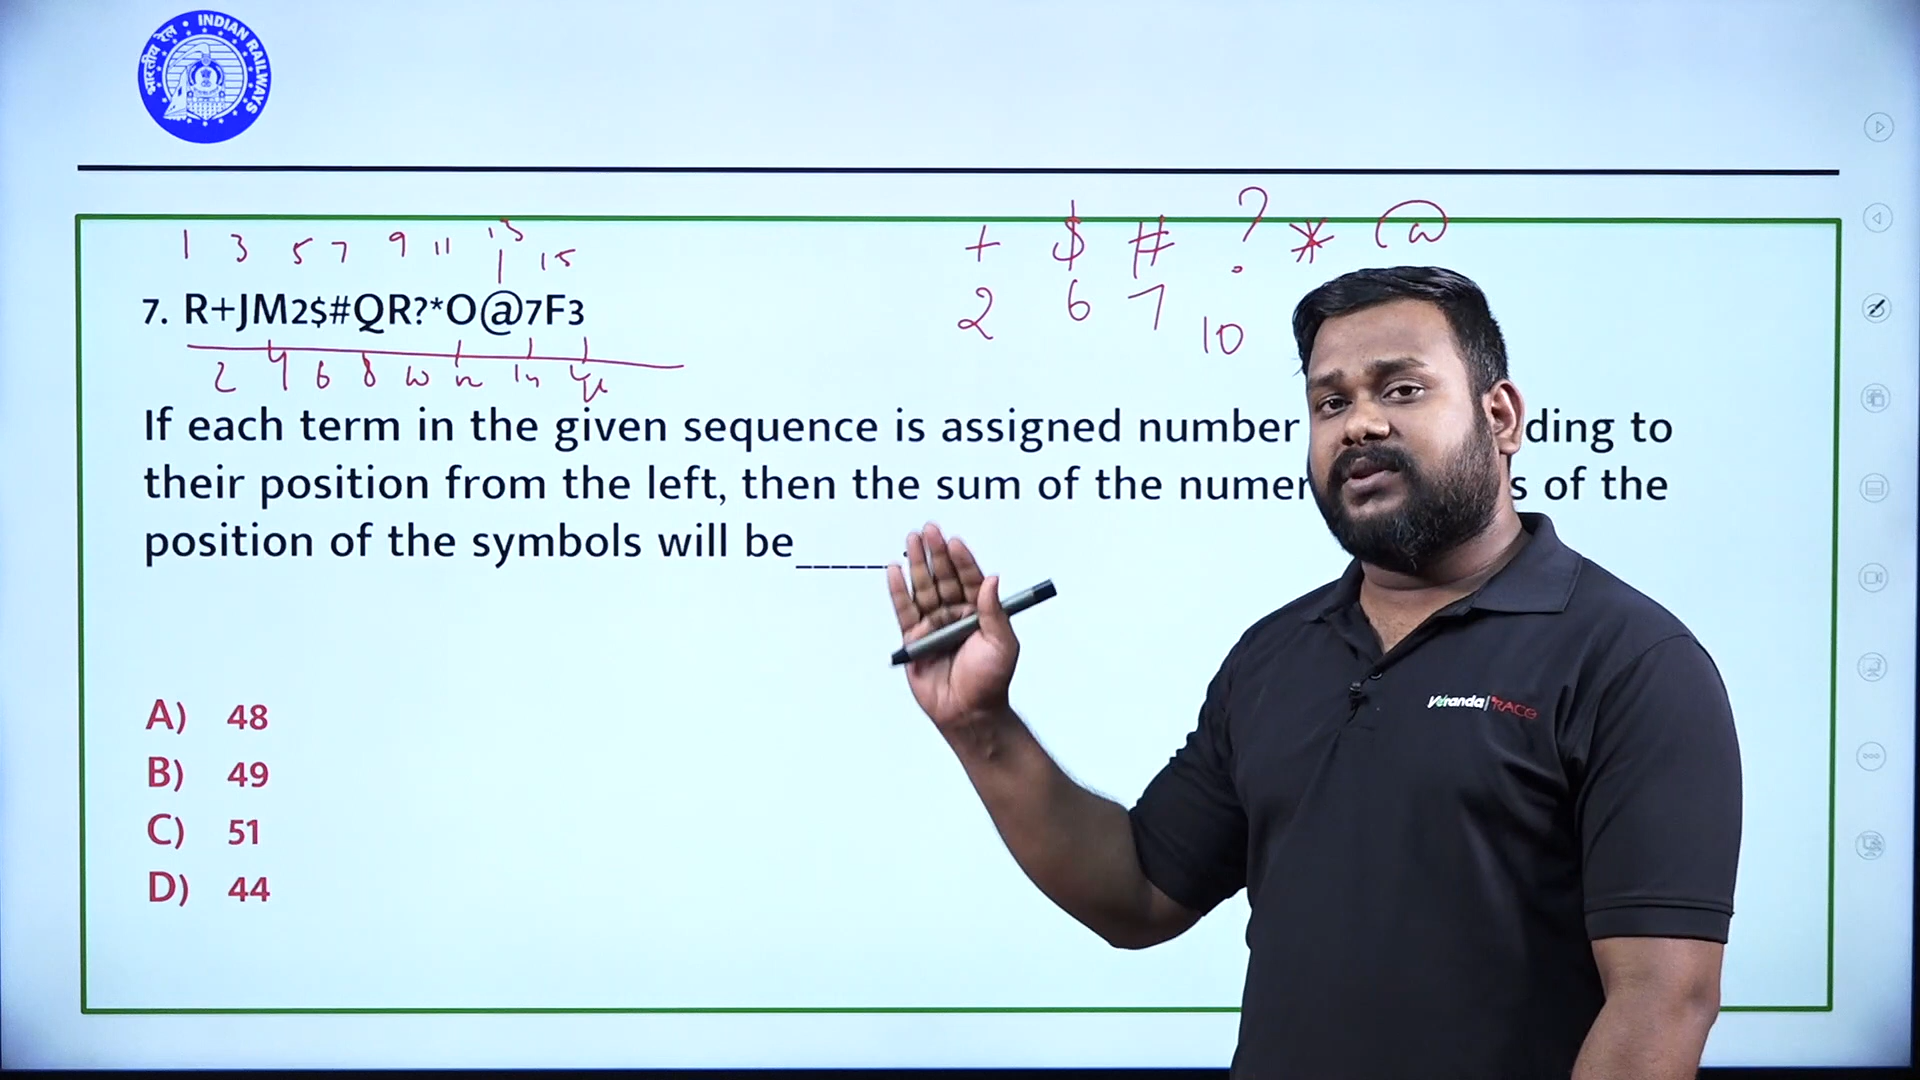 भारतीय रेल INDIAN RAILWAYS
1 3 5 7 9 11 13 15
+ $ # ? * @
7. R+JM2$#QR?*O@7F3
2 6 7 10
2 4 6 8 10 12 14
If each term in the given sequence is assigned number ding to
their position from the left, then the sum of the numer s of the
position of the symbols will be______.
A) 48
B) 49
C) 51
D) 44
Veranda RACE